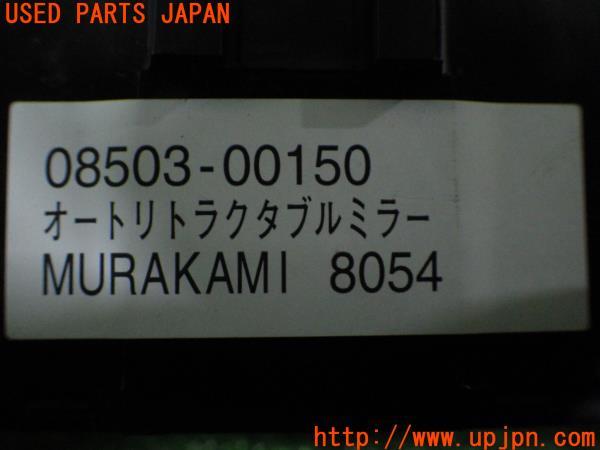 USED PARTS JAPAN
08503-00150
オートリトラクタブルミラー
MURAKAMI 8054
http://www.upjpn.com/